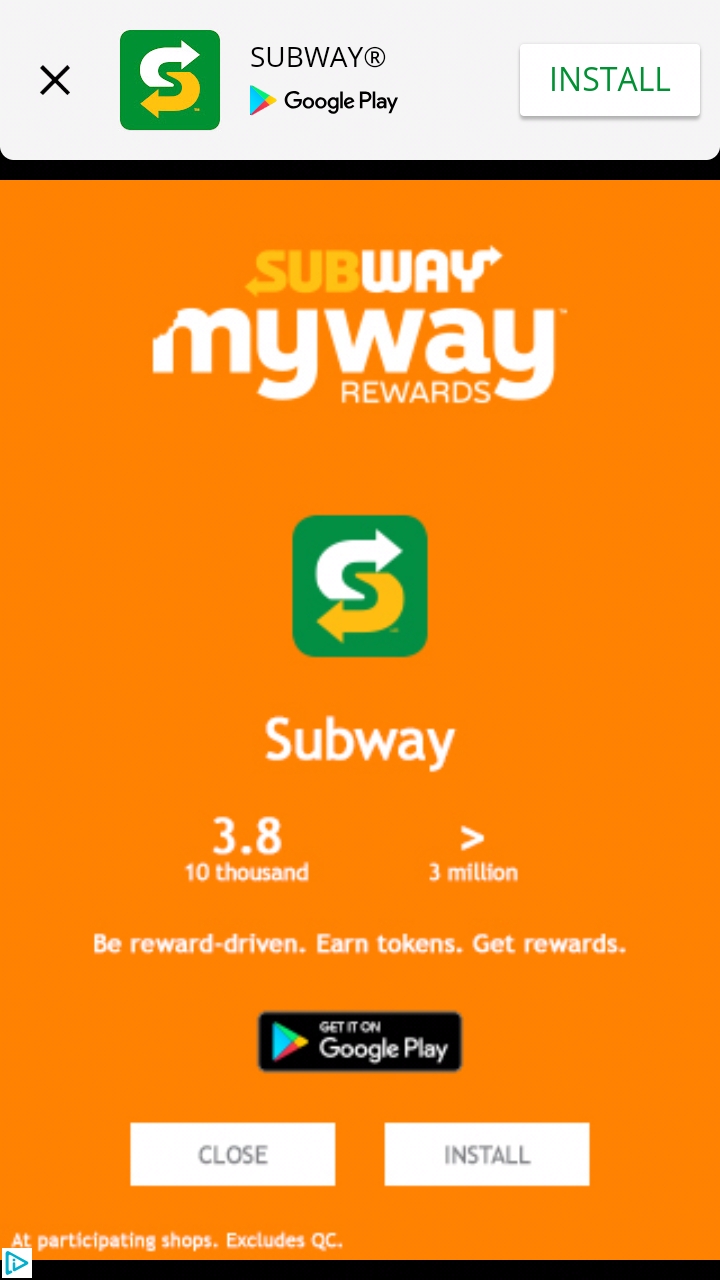 SUBWAY®
Google Play
INSTALL
SUBWAY
myway™
REWARDS
Subway
3.8 >
10 thousand 3 million
Be reward-driven. Earn tokens. Get rewards.
GET IT ON
Google Play
CLOSE INSTALL
At participating shops. Excludes QC.